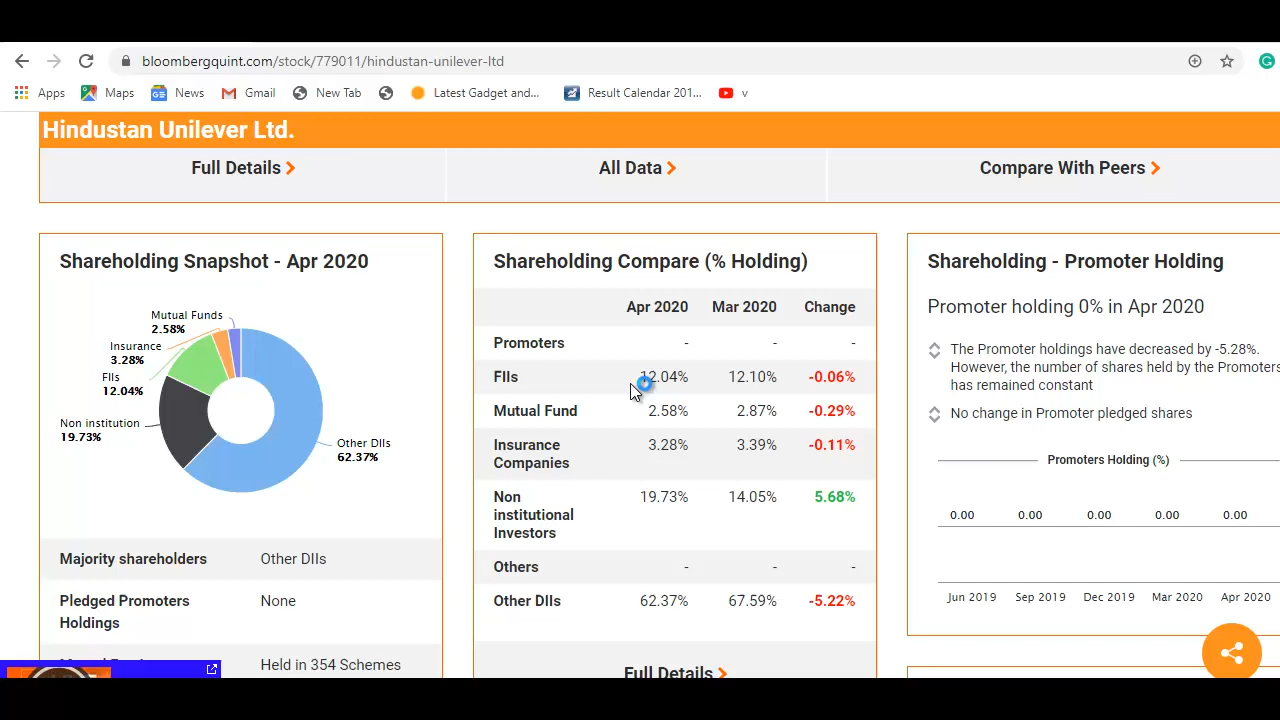 bloombergquint.com/stock/779011/hindustan-unilever-ltd
Apps Maps News Gmail New Tab Latest Gadget and... Result Calendar 201... v
Hindustan Unilever Ltd.
Full Details All Data Compare With Peers
Shareholding Snapshot - Apr 2020
Mutual Funds
2.58%
Insurance
3.28%
FIIs
12.04%
Non institution
19.73%
Other DIIs
62.37%
Majority shareholders Other DIIs
Pledged Promoters
Holdings
None
Held in 354 Schemes
Shareholding Compare (% Holding)
Apr 2020 Mar 2020 Change
Promoters - - -
FIIs 12.04% 12.10% -0.06%
Mutual Fund 2.58% 2.87% -0.29%
Insurance
Companies
3.28% 3.39% -0.11%
Non
institutional
Investors
19.73% 14.05% 5.68%
Others - - -
Other DIIs 62.37% 67.59% -5.22%
Full Details
Shareholding - Promoter Holding
Promoter holding 0% in Apr 2020
The Promoter holdings have decreased by -5.28%.
However, the number of shares held by the Promoters
has remained constant
No change in Promoter pledged shares
Promoters Holding (%)
0.00 0.00 0.00 0.00 0.00
Jun 2019 Sep 2019 Dec 2019 Mar 2020 Apr 2020